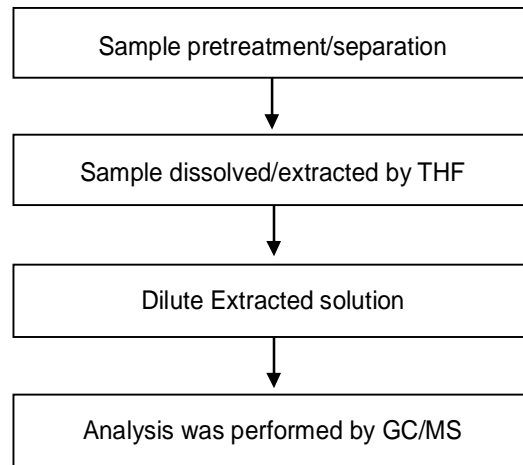 Sample pretreatment/separation
Sample dissolved/extracted by THF
Dilute Extracted solution
Analysis was performed by GC/MS